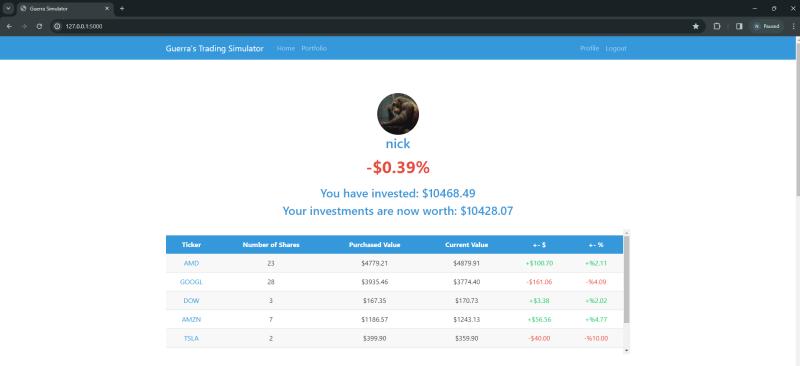 Guerra Simulator
127.0.0.1:5000
Paused
Guerra's Trading Simulator Home Portfolio Profile Logout
nick
-$0.39%
You have invested: $10468.49
Your investments are now worth: $10428.07
Ticker Number of Shares Purchased Value Current Value +- $ +- %
AMD 23 $4779.21 $4879.91 +$100.70 +%2.11
GOOGL 28 $3935.46 $3774.40 -$161.06 -%4.09
DOW 3 $167.35 $170.73 +$3.38 +%2.02
AMZN 7 $1186.57 $1243.13 +$56.56 +%4.77
TSLA 2 $399.90 $359.90 -$40.00 -%10.00